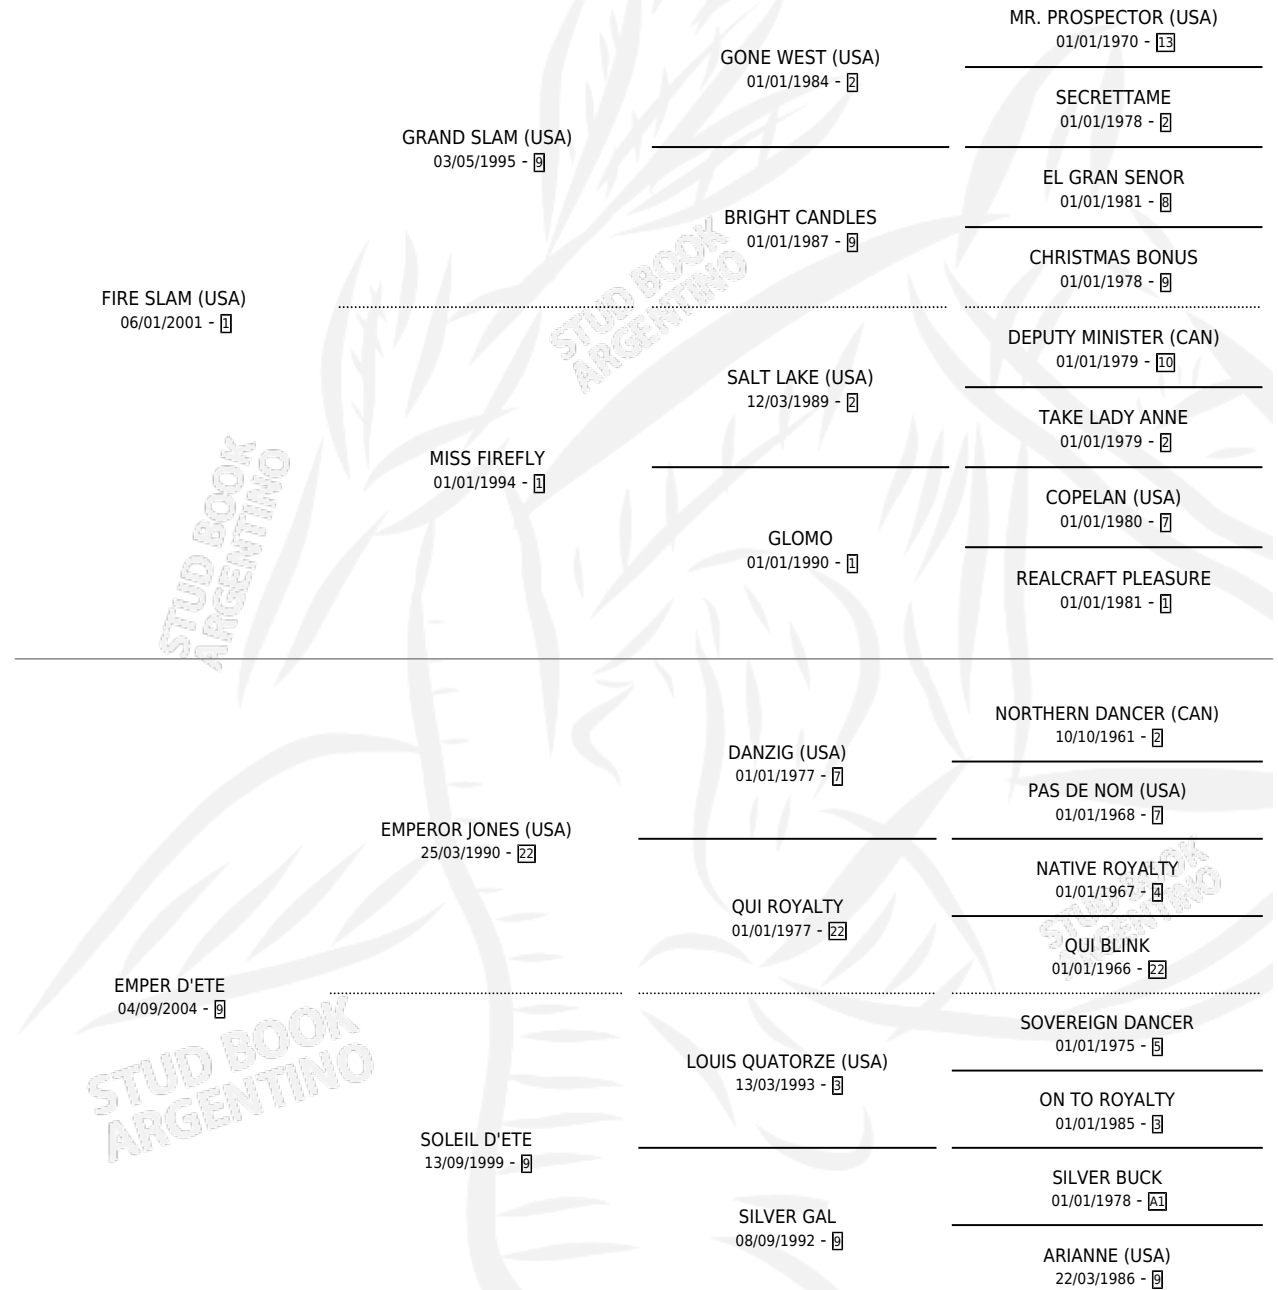 MR. PROSPECTOR (USA)
01/01/1970 - 13
GONE WEST (USA)
01/01/1984 - 2
SECRETTAME
01/01/1978 - 2
GRAND SLAM (USA)
03/05/1995 - 9
EL GRAN SENOR
01/01/1981 - 8
BRIGHT CANDLES
01/01/1987 - 9
CHRISTMAS BONUS
01/01/1978 - 9
FIRE SLAM (USA)
06/01/2001 - 1
STUD BOOK
ARGENTINO
DEPUTY MINISTER (CAN)
01/01/1979 - 10
SALT LAKE (USA)
12/03/1989 - 2
TAKE LADY ANNE
01/01/1979 - 2
MISS FIREFLY
01/01/1994 - 1
COPELAN (USA)
01/01/1980 - 7
GLOMO
01/01/1990 - 1
REALCRAFT PLEASURE
01/01/1981 - 1
STUD BOOK
ARGENTINO
NORTHERN DANCER (CAN)
10/10/1961 - 2
DANZIG (USA)
01/01/1977 - 7
PAS DE NOM (USA)
01/01/1968 - 7
EMPEROR JONES (USA)
25/03/1990 - 22
NATIVE ROYALTY
01/01/1967 - 4
QUI ROYALTY
01/01/1977 - 22
STUD BOOK
ARGENTINO
QUI BLINK
01/01/1966 - 22
EMPER D'ETE
04/09/2004 - 9
SOVEREIGN DANCER
01/01/1975 - 5
LOUIS QUATORZE (USA)
13/03/1993 - 3
ON TO ROYALTY
01/01/1985 - 3
STUD BOOK
ARGENTINO
SOLEIL D'ETE
13/09/1999 - 9
SILVER BUCK
01/01/1978 - A1
SILVER GAL
08/09/1992 - 9
ARIANNE (USA)
22/03/1986 - 9